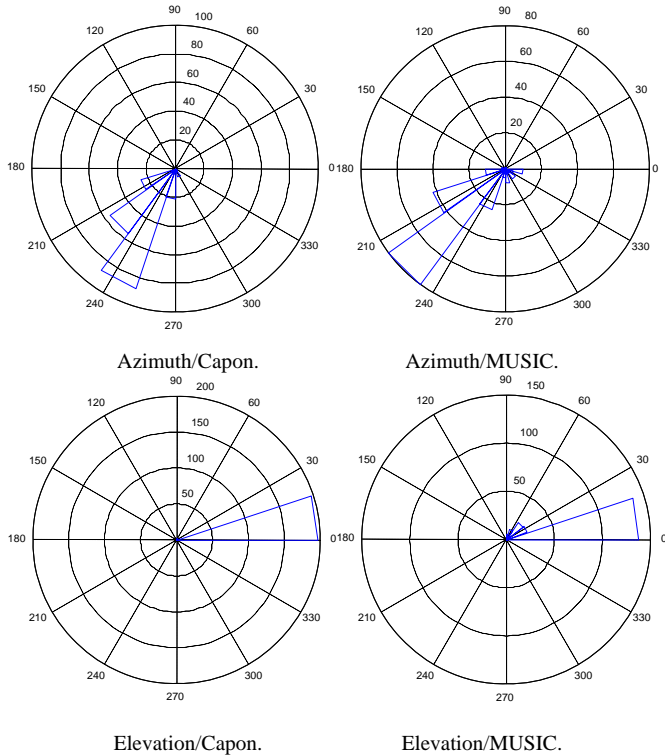 90 100 90 80
120 60 120 60
80 60
150 60 30 150 40 30
40
20 20
180 0 180 0
210 330 210 330
240 300 240 300
270 270
Azimuth/Capon. Azimuth/MUSIC.
90 200 90 150
120 60 120 60
150
100
150 100 30 150 30
50 50
180 0 180 0
210 330 210 330
240 300 240 300
270 270
Elevation/Capon. Elevation/MUSIC.